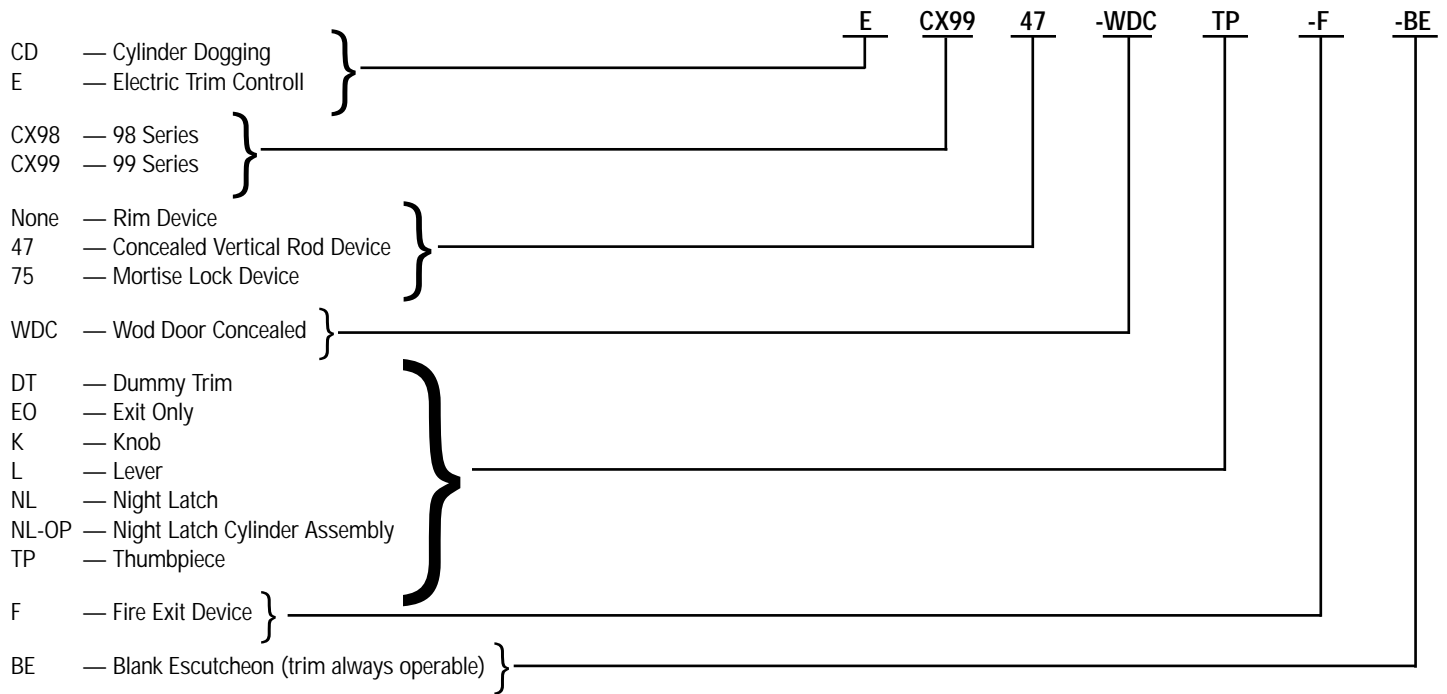 E CX99 47 -WDC TP -F -BE
CD — Cylinder Dogging
E — Electric Trim Controll
CX98 — 98 Series
CX99 — 99 Series
None — Rim Device
47 — Concealed Vertical Rod Device
75 — Mortise Lock Device
WDC — Wod Door Concealed
DT — Dummy Trim
EO — Exit Only
K — Knob
L — Lever
NL — Night Latch
NL-OP — Night Latch Cylinder Assembly
TP — Thumbpiece
F — Fire Exit Device
BE — Blank Escutcheon (trim always operable)